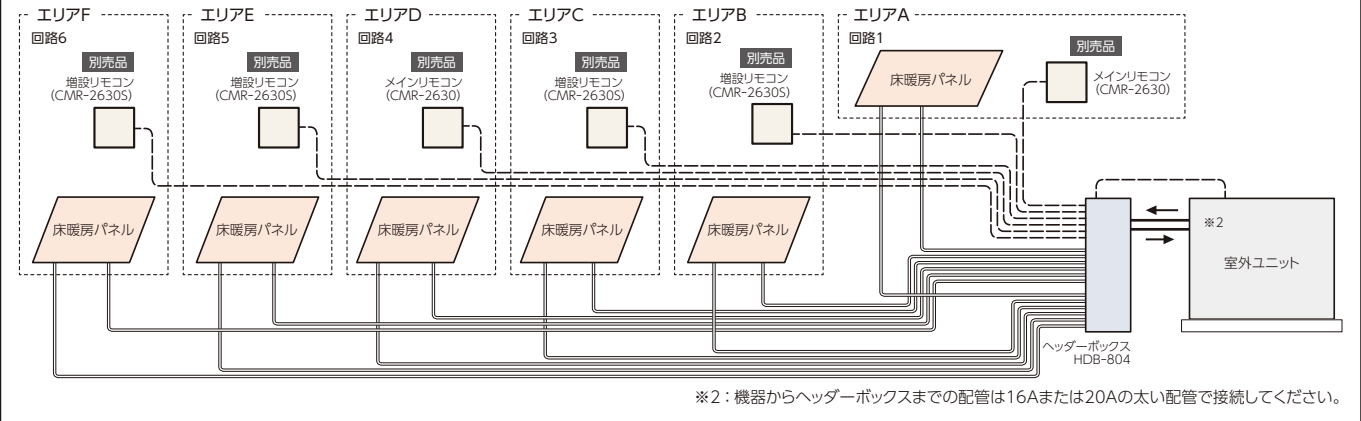 エリアF
回路6
別売品
増設リモコン
(CMR-2630S)
床暖房パネル
エリアE
回路5
別売品
増設リモコン
(CMR-2630S)
床暖房パネル
エリアD
回路4
別売品
メインリモコン
(CMR-2630)
床暖房パネル
エリアC
回路3
別売品
増設リモコン
(CMR-2630S)
床暖房パネル
エリアB
回路2
別売品
増設リモコン
(CMR-2630S)
床暖房パネル
エリアA
回路1
床暖房パネル
別売品
メインリモコン
(CMR-2630)
※2
室外ユニット
ヘッダーボックス
HDB-804
※2：機器からヘッダーボックスまでの配管は16Aまたは20Aの太い配管で接続してください。